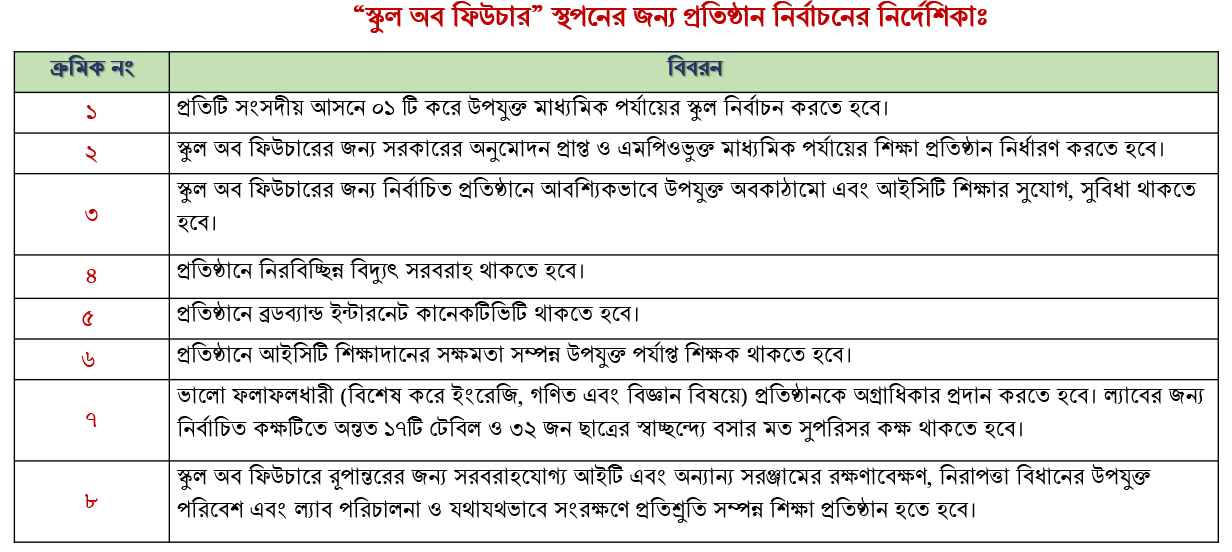 “স্কুল অব ফিউচার” স্থপনের জন্য প্রতিষ্ঠান নির্বাচনের নির্দেশিকাঃ
ক্রমিক নং বিবরন
১ প্রতিটি সংসদীয় আসনে ০১ টি করে উপযুক্ত মাধ্যমিক পর্যায়ের স্কুল নির্বাচন করতে হবে।
২ স্কুল অব ফিউচারের জন্য সরকারের অনুমোদন প্রাপ্ত ও এমপিওভুক্ত মাধ্যমিক পর্যায়ের শিক্ষা প্রতিষ্ঠান নির্ধারণ করতে হবে।
৩ স্কুল অব ফিউচারের জন্য নির্বাচিত প্রতিষ্ঠানে আবশ্যিকভাবে উপযুক্ত অবকাঠামো এবং আইসিটি শিক্ষার সুযোগ, সুবিধা থাকতে
হবে।
৪ প্রতিষ্ঠানে নিরবিচ্ছিন্ন বিদ্যুৎ সরবরাহ থাকতে হবে।
৫ প্রতিষ্ঠানে ব্রডব্যান্ড ইন্টারনেট কানেকটিভিটি থাকতে হবে।
৬ প্রতিষ্ঠানে আইসিটি শিক্ষাদানের সক্ষমতা সম্পন্ন উপযুক্ত পর্যাপ্ত শিক্ষক থাকতে হবে।
৭ ভালো ফলাফলধারী (বিশেষ করে ইংরেজি, গণিত এবং বিজ্ঞান বিষয়ে) প্রতিষ্ঠানকে অগ্রাধিকার প্রদান করতে হবে। ল্যাবের জন্য
নির্বাচিত কক্ষটিতে অন্তত ১৭টি টেবিল ও ৩২ জন ছাত্রের স্বাচ্ছন্দ্যে বসার মত সুপরিসর কক্ষ থাকতে হবে।
৮ স্কুল অব ফিউচারে রূপান্তরের জন্য সরবরাহযোগ্য আইটি এবং অন্যান্য সরঞ্জামের রক্ষণাবেক্ষণ, নিরাপত্তা বিধানের উপযুক্ত
পরিবেশ এবং ল্যাব পরিচালনা ও যথাযথভাবে সংরক্ষণে প্রতিশ্রুতি সম্পন্ন শিক্ষা প্রতিষ্ঠান হতে হবে।